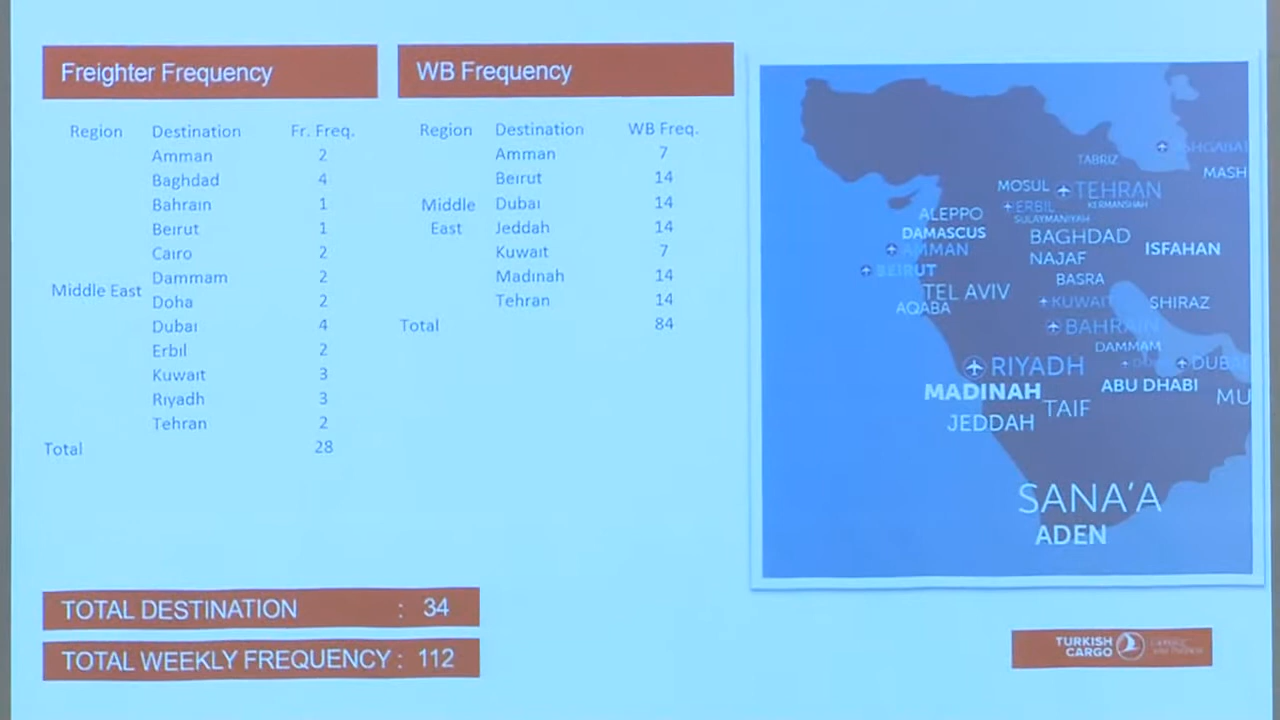 Freighter Frequency
Region Destination Fr. Freq.
Amman 2
Baghdad 4
Bahrain 1
Beirut 1
Cairo 2
Dammam 2
Middle East
Doha 2
Dubai 4
Erbil 2
Kuwait 3
Riyadh 3
Tehran 2
Total 28
WB Frequency
Region Destination WB Freq.
Amman 7
Beirut 14
Middle Dubai 14
East Jeddah 14
Kuwait 7
Madinah 14
Tehran 14
Total 84
TABRIZ
MASH
MOSUL
TEHRAN
ERBIL
KERMANSHAH
SULAYMANIYAH
ALEPPO
DAMASCUS
BAGHDAD
AMMAN
ISFAHAN
NAJAF
BEIRUT
BASRA
TEL AVIV
KUWAIT
SHIRAZ
AQABA
BAHRAIN
DAMMAM
RIYADH
DUBAI
ABU DHABI
MADINAH
MU
TAIF
JEDDAH
SANA'A
ADEN
TOTAL DESTINATION : 34
TOTAL WEEKLY FREQUENCY : 112
TURKISH
CARGO